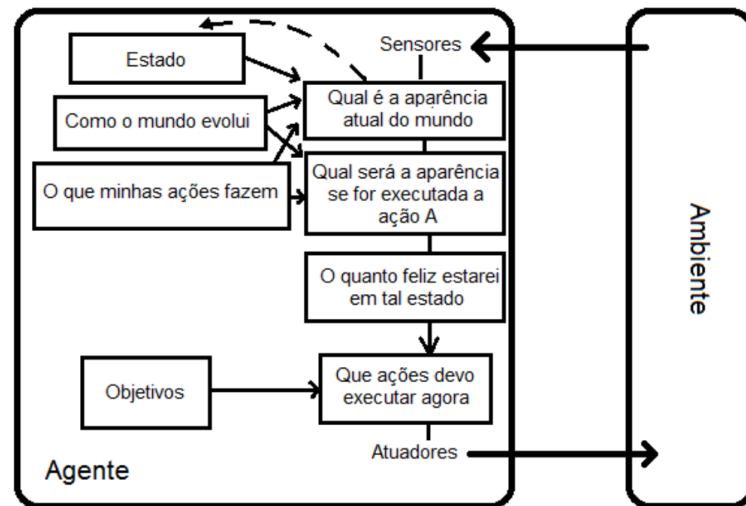 Sensores
Estado
Qual é a aparência
atual do mundo
Como o mundo evolui
Qual será a aparência
se for executada a
ação A
O que minhas ações fazem
O quanto feliz estarei
em tal estado
Que ações devo
executar agora
Objetivos
Atuadores
Agente
Ambiente